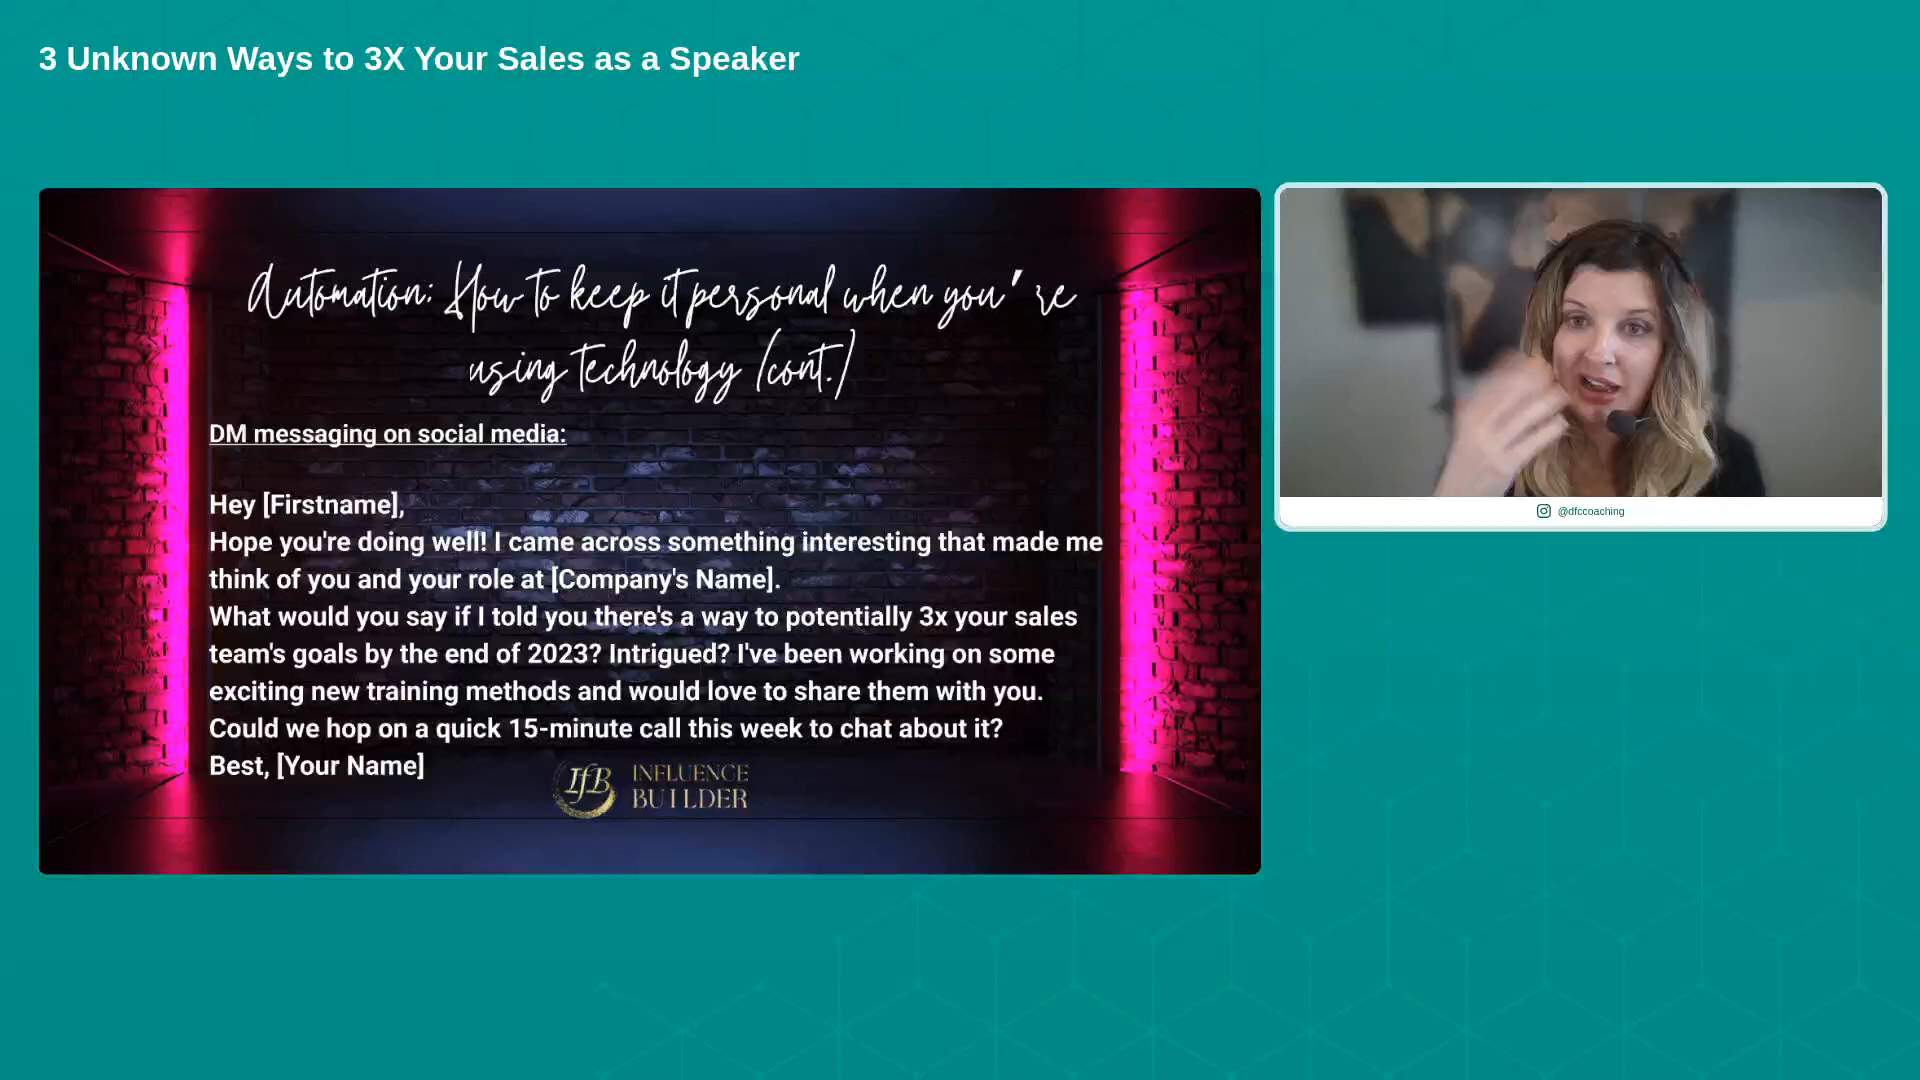 3 Unknown Ways to 3X Your Sales as a Speaker
Automation: How to keep it personal when you're
using technology (cont.)
DM messaging on social media:
Hey [Firstname],
Hope you're doing well! I came across something interesting that made me
think of you and your role at [Company's Name].
What would you say if I told you there's a way to potentially 3x your sales
team's goals by the end of 2023? Intrigued? I've been working on some
exciting new training methods and would love to share them with you.
Could we hop on a quick 15-minute call this week to chat about it?
Best, [Your Name]
IfB
INFLUENCE
BUILDER
@dfccoaching